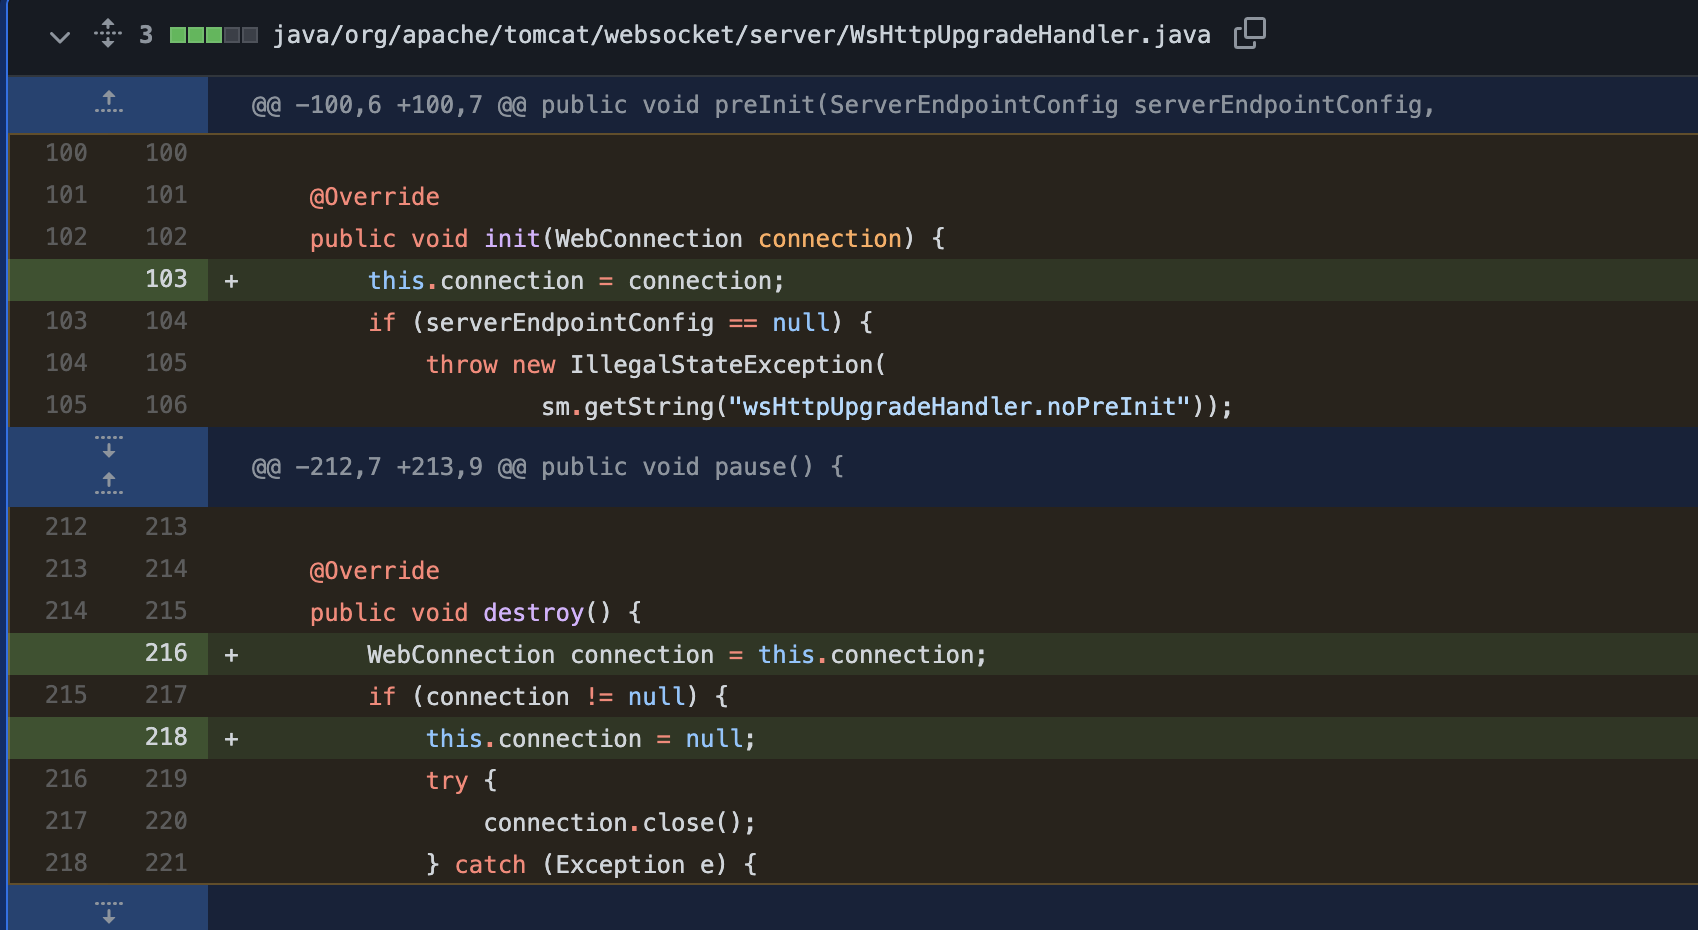 3 java/org/apache/tomcat/websocket/server/WsHttpUpgradeHandler.java
@@ -100,6 +100,7 @@ public void preInit(ServerEndpointConfig serverEndpointConfig,
100 100
101 101 @Override
102 102 public void init(WebConnection connection) {
103 + this.connection = connection;
103 104 if (serverEndpointConfig == null) {
104 105 throw new IllegalStateException(
105 106 sm.getString("wsHttpUpgradeHandler.noPreInit"));
@@ -212,7 +213,9 @@ public void pause() {
212 213
213 214 @Override
214 215 public void destroy() {
216 + WebConnection connection = this.connection;
215 217 if (connection != null) {
218 + this.connection = null;
216 219 try {
217 220 connection.close();
218 221 } catch (Exception e) {